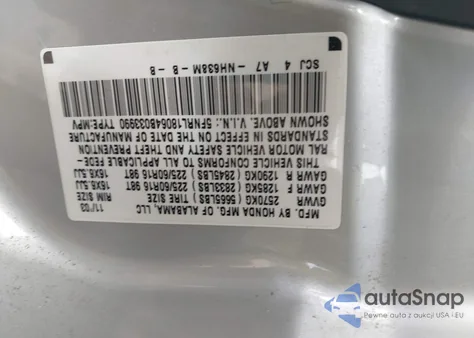 MFD. BY HONDA MFG. OF ALABAMA, LLC 11/03
GVWR 2570KG (5665LBS) TIRE SIZE RIM SIZE
GAWR F 1285KG (2833LBS) 225/60R16 98T 16X6.5JJ
GAWR R 1290KG (2845LBS) 225/60R16 98T 16X6.5JJ
THIS VEHICLE CONFORMS TO ALL APPLICABLE FEDE-
RAL MOTOR VEHICLE SAFETY AND THEFT PREVENTION
STANDARDS IN EFFECT ON THE DATE OF MANUFACTURE
SHOWN ABOVE. V.I.N.: 5FNRL18064B033990 TYPE:MPV
SCJ 4 A7 -NH638M - B - B
autoSnap
Pewne auta z aukcji USA i EU